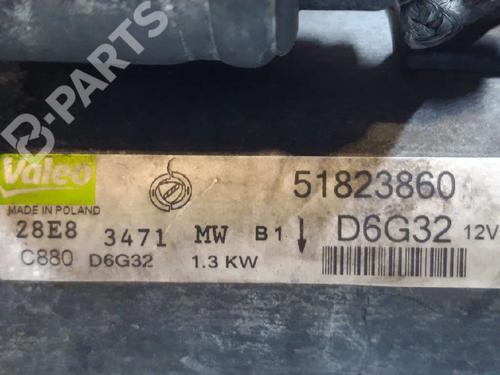 B-PARTS
Valeo
MADE IN POLAND
51823860
28E8 3471 MW B1 ↓ D6G32 12V
C880 D6G32 1.3 KW